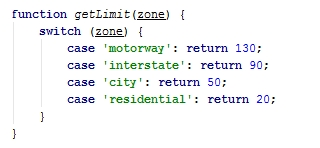 function getLimit(zone) {
    switch (zone) {
        case 'motorway': return 130;
        case 'interstate': return 90;
        case 'city': return 50;
        case 'residential': return 20;
    }
}